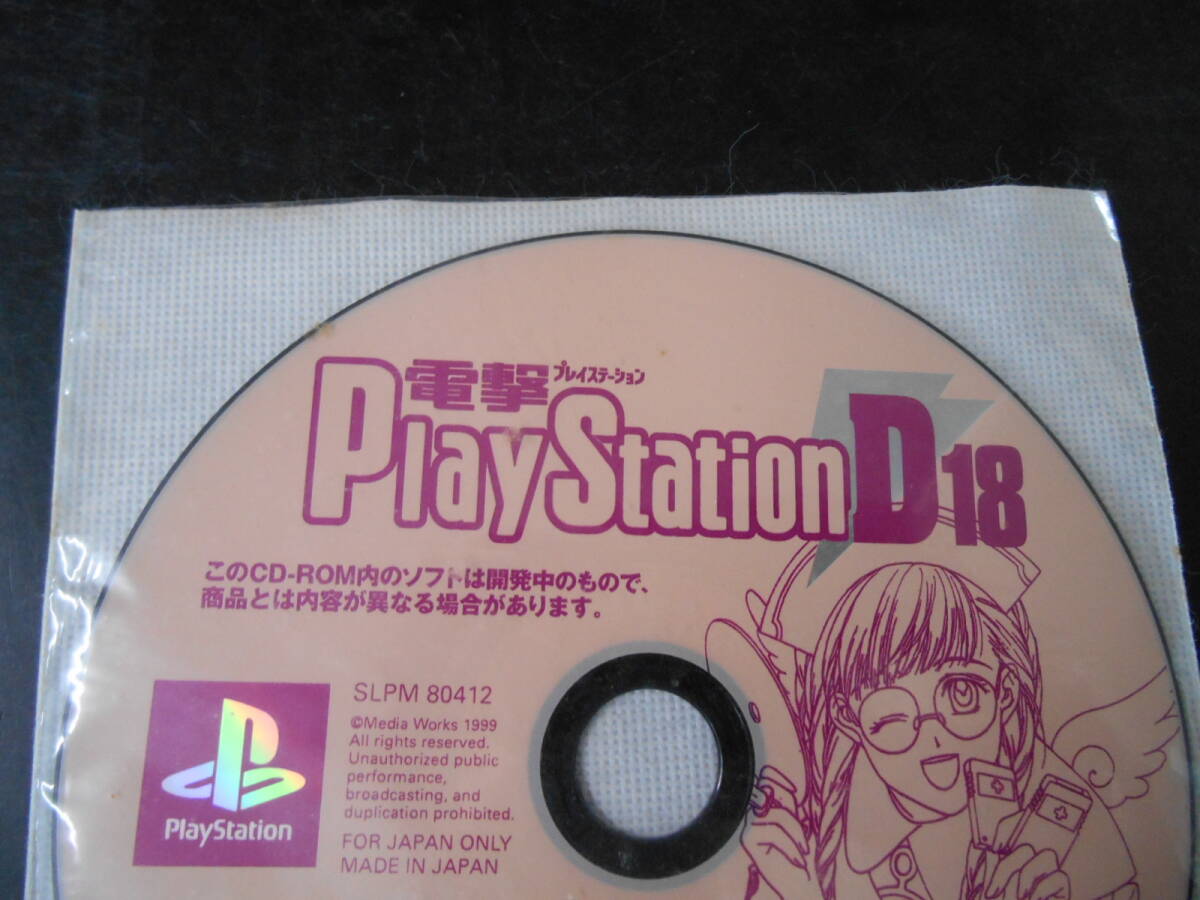 電撃 プレイステーション
PlayStation D18
このCD-ROM内のソフトは開発中のもので、
商品とは内容が異なる場合があります。
SLPM 80412
©Media Works 1999
All rights reserved.
Unauthorized public
performance,
broadcasting, and
duplication prohibited.
FOR JAPAN ONLY
MADE IN JAPAN
PlayStation